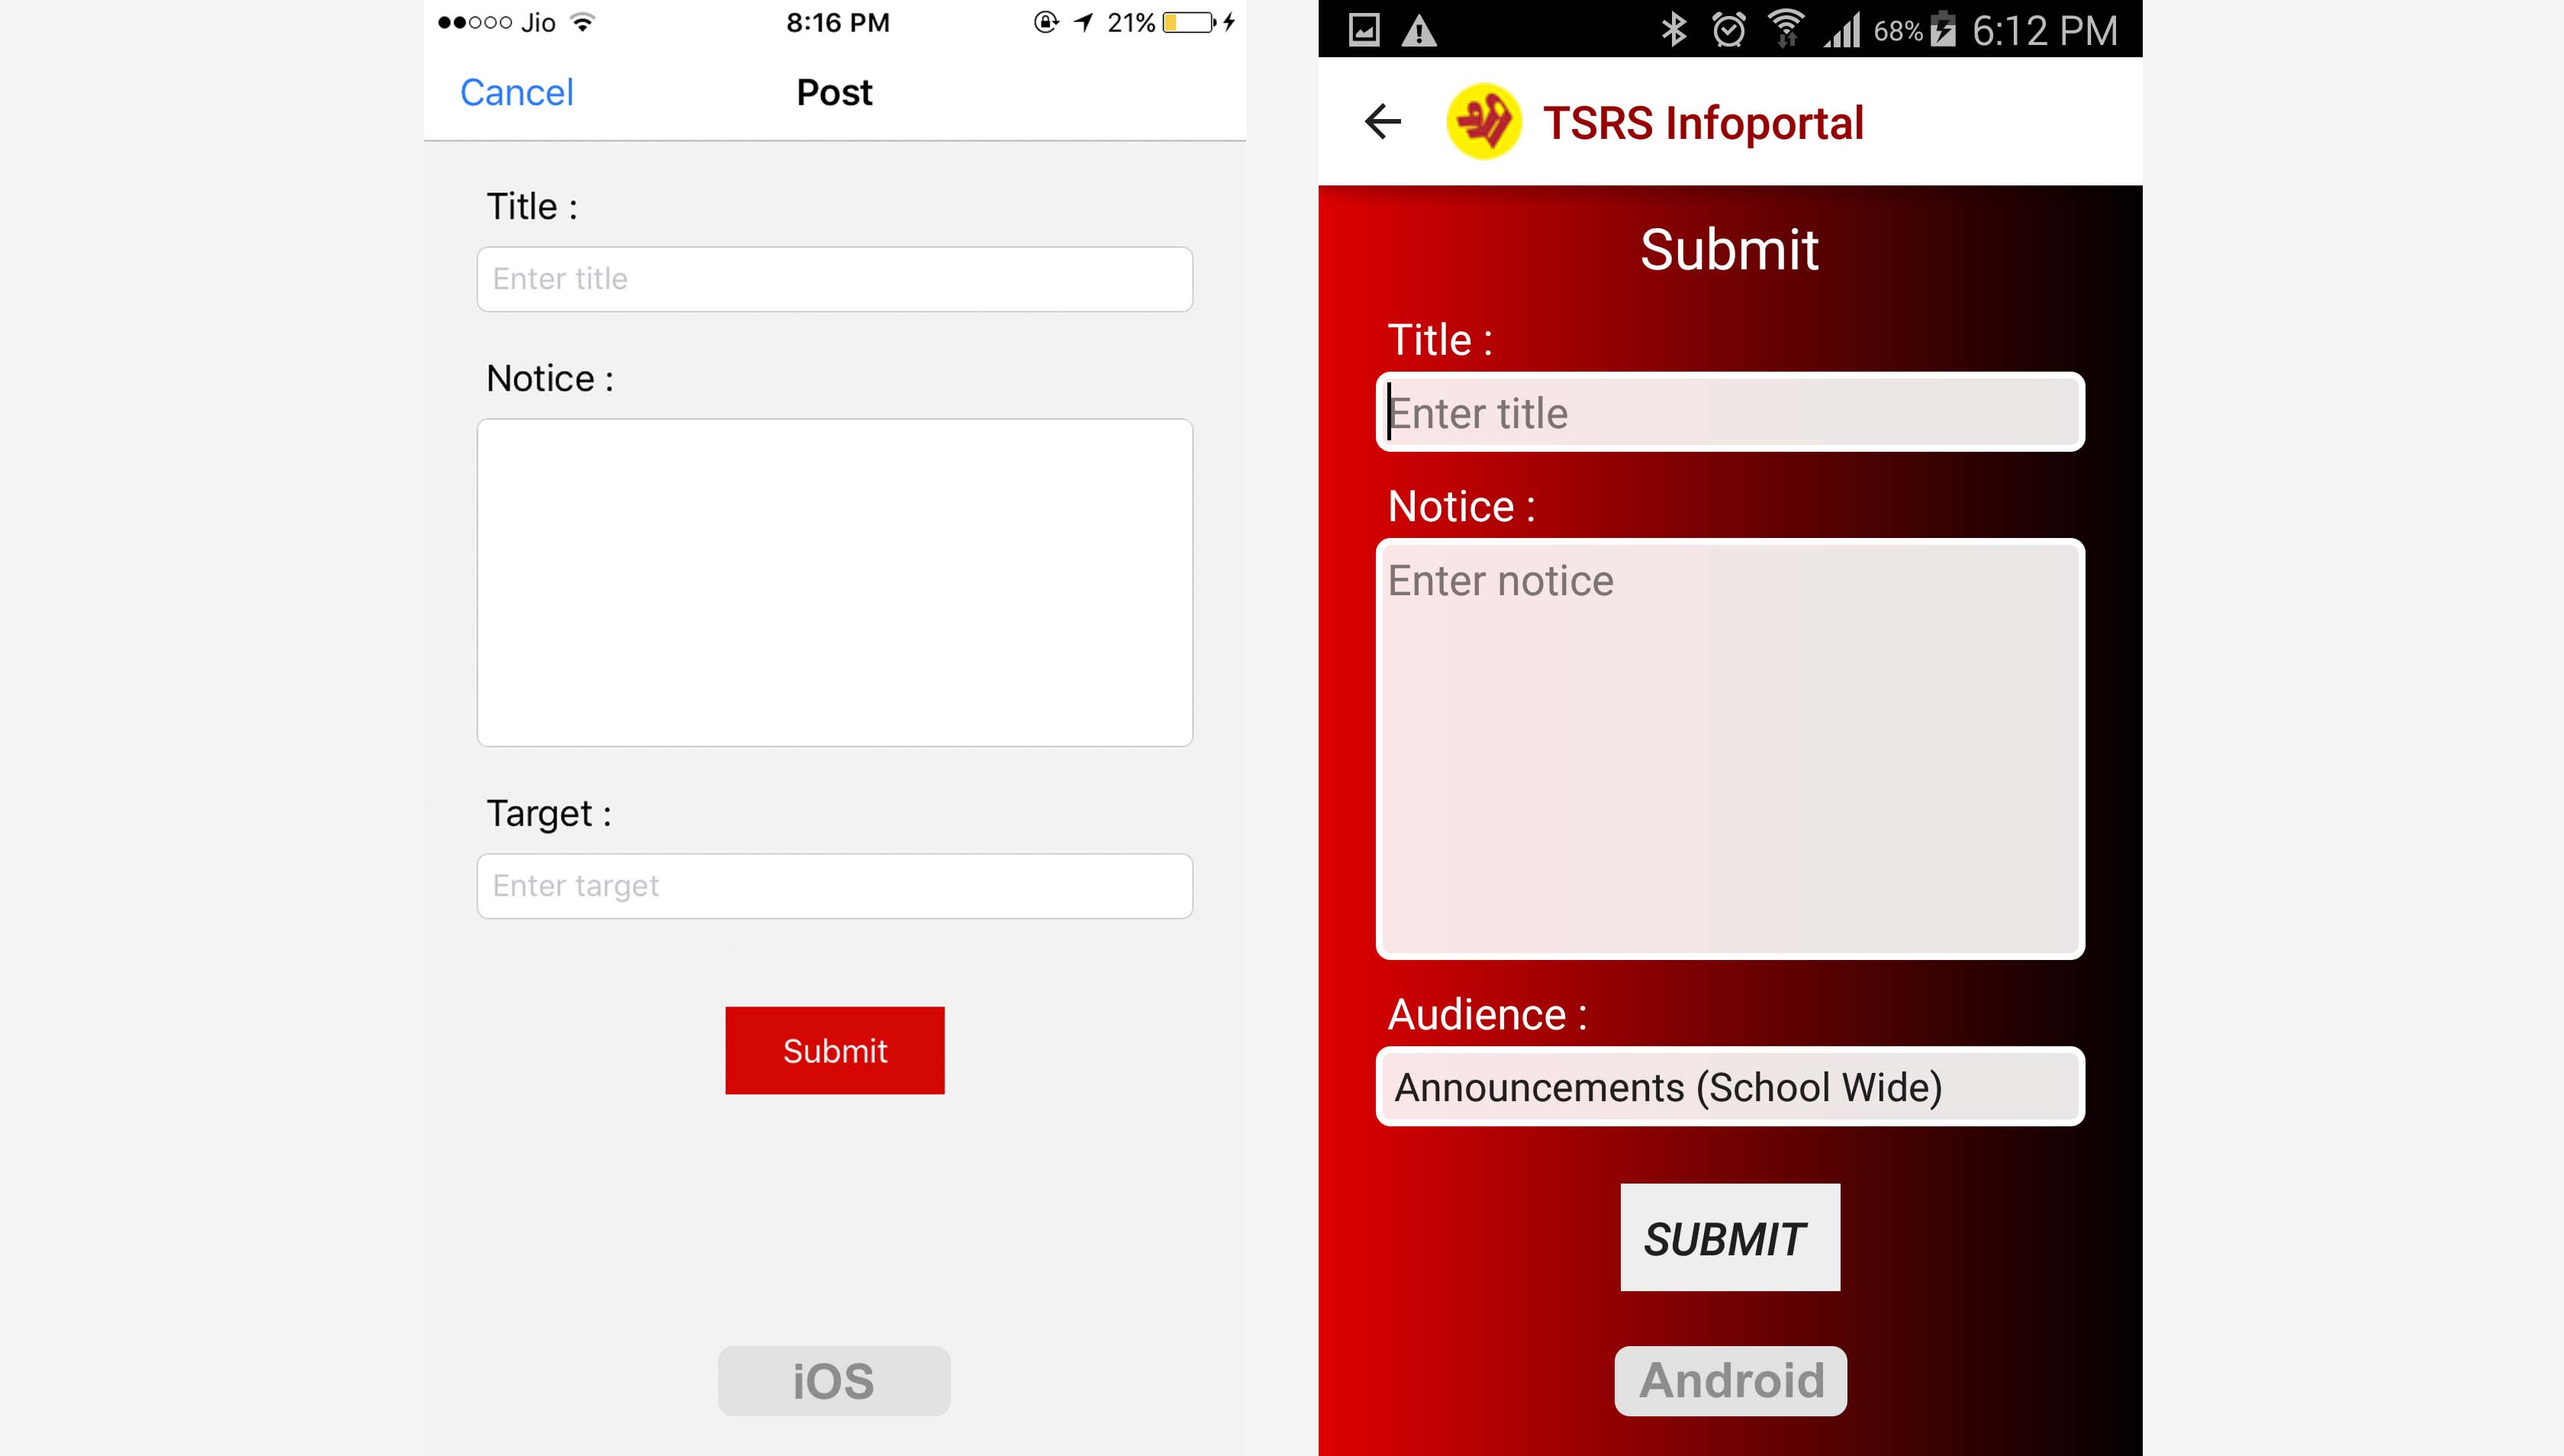 Jio 8:16 PM 21%
Cancel Post
Title :
Enter title
Notice :
Target :
Enter target
Submit
iOS
68% 6:12 PM
TSRS Infoportal
Submit
Title :
Enter title
Notice :
Enter notice
Audience :
Announcements (School Wide)
SUBMIT
Android